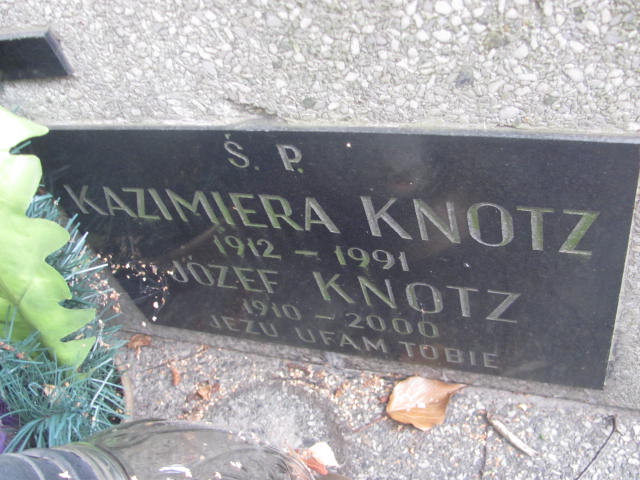 Ś. P.
KAZIMIERA KNOTZ
1912 – 1991
JÓZEF KNOTZ
1910 – 2000
JEZU UFAM TOBIE